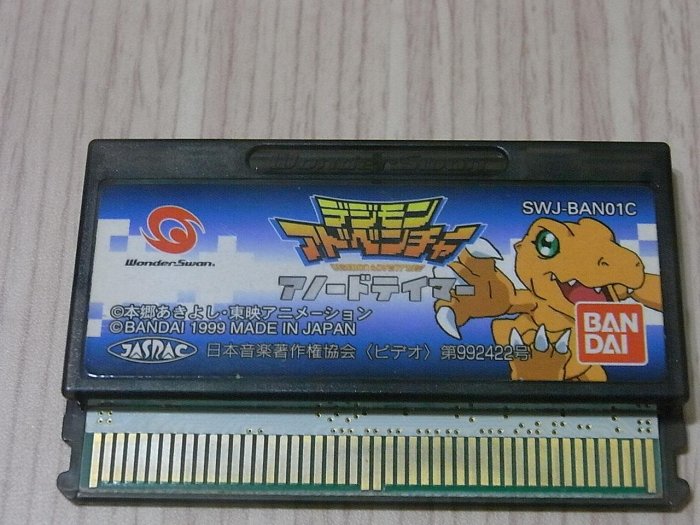 WonderSwan
SWJ-BAN01C
デジモン
アドベンチャー
DIGIMON ADVENTURE
アノードテイマー
WonderSwan
©本郷あきよし・東映アニメーション
©BANDAI 1999 MADE IN JAPAN
BAN
DAI
JASRAC 日本音楽著作権協会〈ビデオ〉第992422号